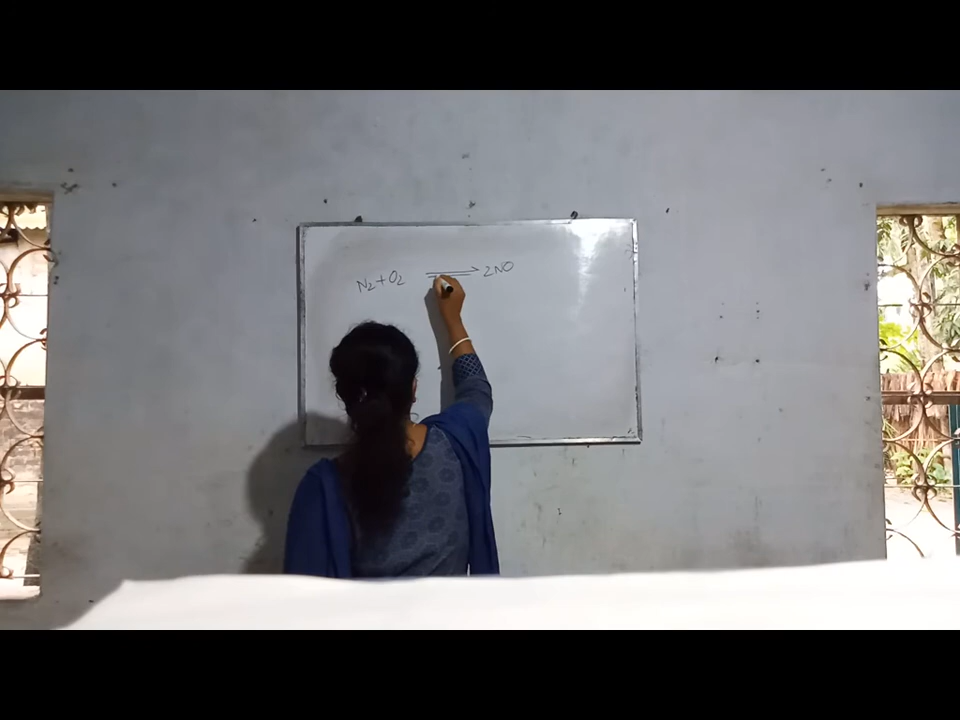 N₂ + O₂ ⇌ 2NO